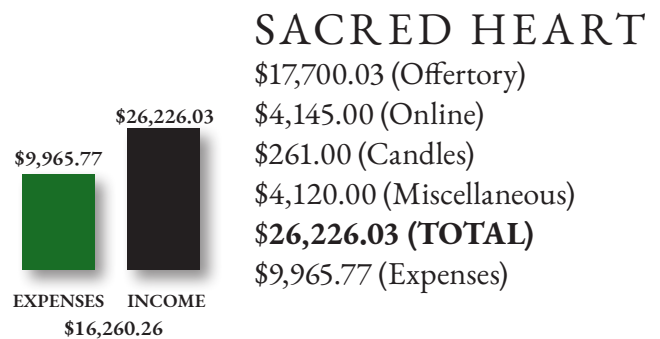 SACRED HEART
$17,700.03 (Offertory)
$4,145.00 (Online)
$261.00 (Candles)
$4,120.00 (Miscellaneous)
$26,226.03 (TOTAL)
$9,965.77 (Expenses)
$26,226.03
$9,965.77
EXPENSES INCOME
$16,260.26